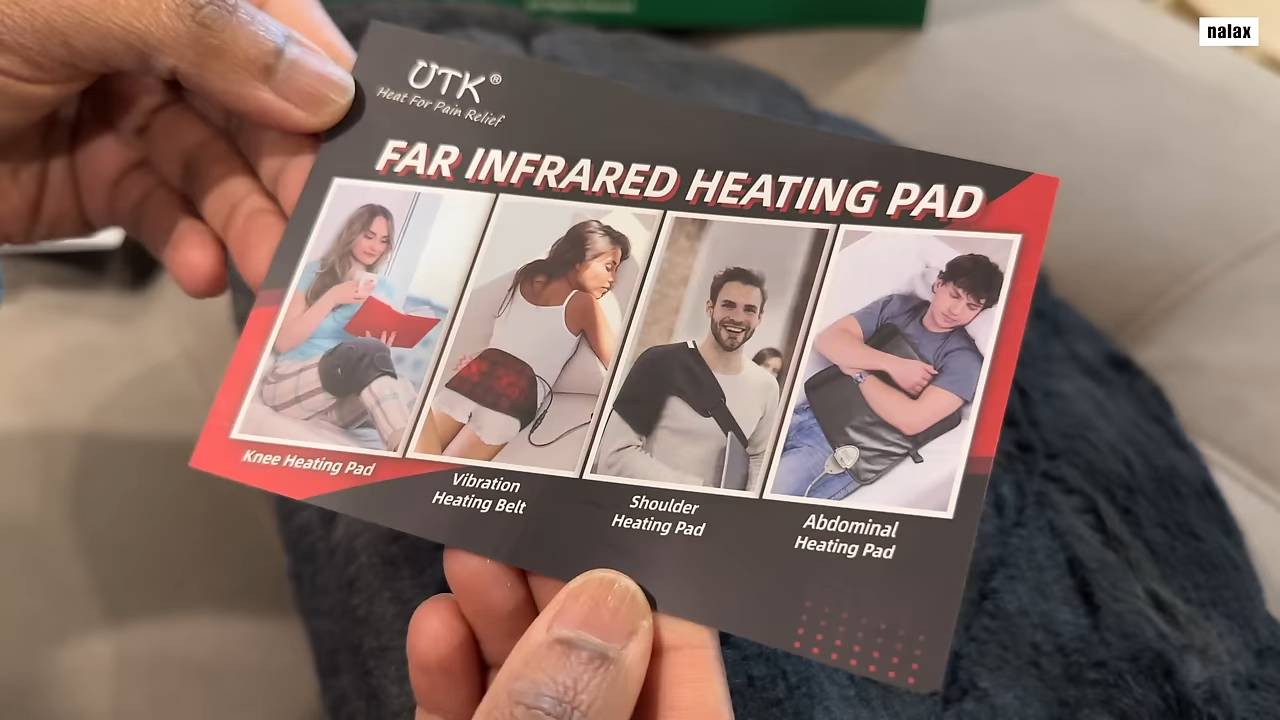 nalax
UTK®
Heat For Pain Relief
FAR INFRARED HEATING PAD
Knee Heating Pad
Vibration
Heating Belt
Shoulder
Heating Pad
Abdominal
Heating Pad